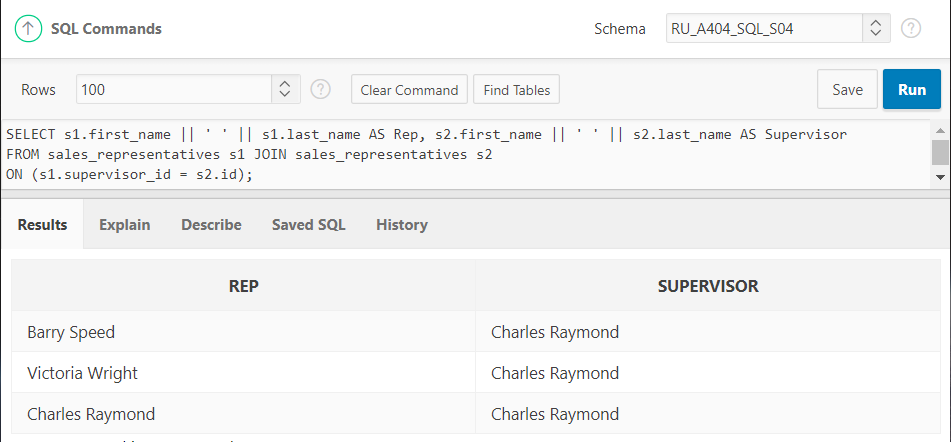 SQL Commands
Schema
RU_A404_SQL_S04
Rows
100
Clear Command
Find Tables
Save
Run
SELECT s1.first_name || ' ' || s1.last_name AS Rep, s2.first_name || ' ' || s2.last_name AS Supervisor
FROM sales_representatives s1 JOIN sales_representatives s2
ON (s1.supervisor_id = s2.id);
Results Explain Describe Saved SQL History
REP SUPERVISOR
Barry Speed Charles Raymond
Victoria Wright Charles Raymond
Charles Raymond Charles Raymond